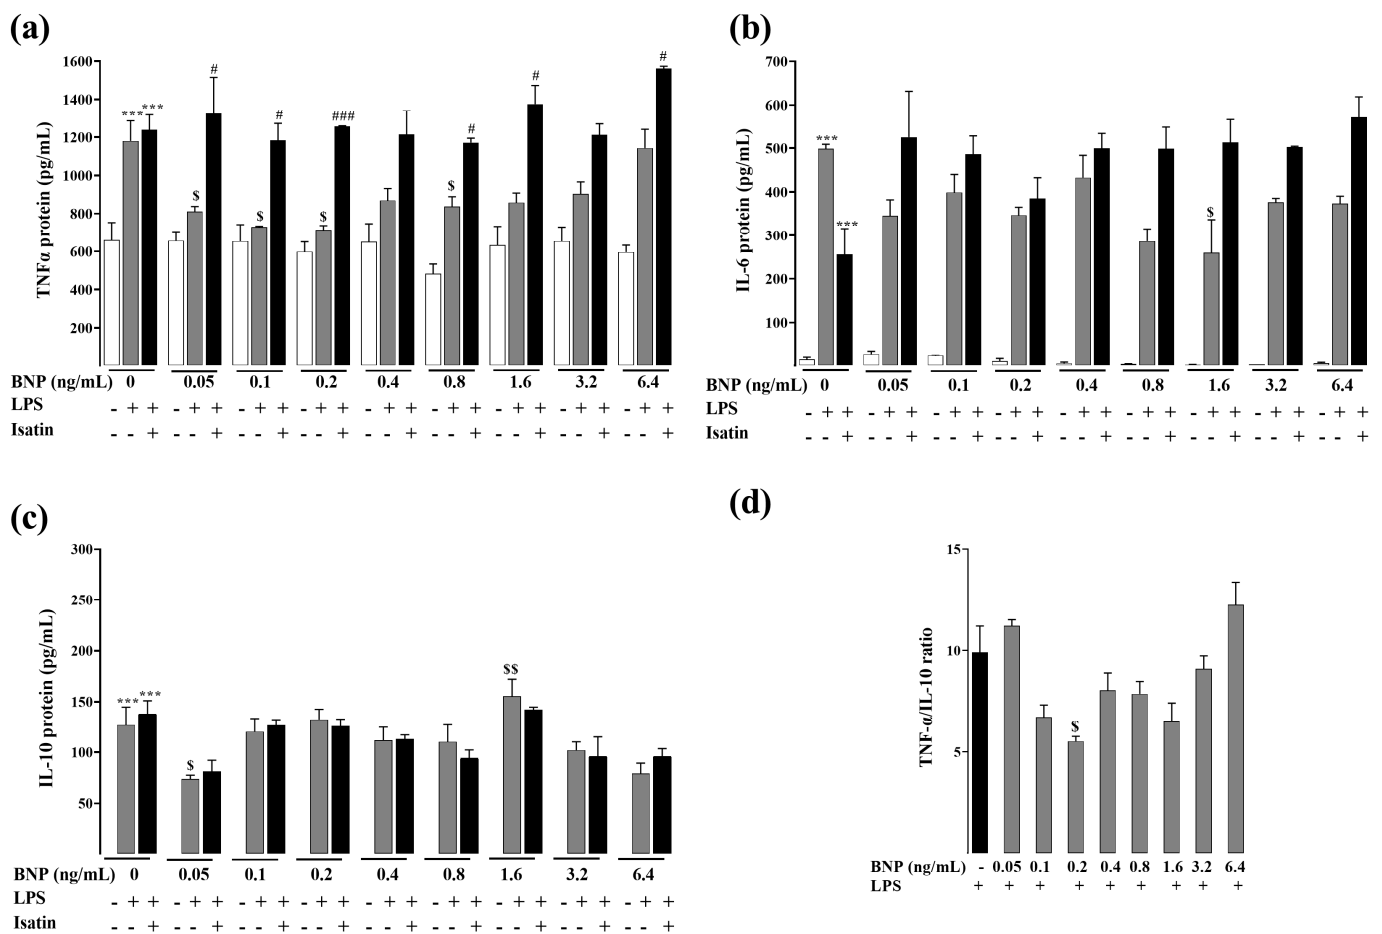 (a)
TNFα protein (pg/mL)
1600
1400
1200
1000
800
600
400
200
*** *** # # ### # # #
$ $ $ $
BNP (ng/mL) 0 0.05 0.1 0.2 0.4 0.8 1.6 3.2 6.4
LPS - + + - + + - + + - + + - + + - + + - + + - + + - + +
Isatin - - + - - + - - + - - + - - + - - + - - + - - + - - +
(b)
IL-6 protein (pg/mL)
700
600
500
400
300
200
100
*** *** $
BNP (ng/mL) 0 0.05 0.1 0.2 0.4 0.8 1.6 3.2 6.4
LPS - + + - + + - + + - + + - + + - + + - + + - + + - + +
Isatin - - + - - + - - + - - + - - + - - + - - + - - + - - +
(c)
IL-10 protein (pg/mL)
300
250
200
150
100
50
*** *** $ $$
BNP (ng/mL) 0 0.05 0.1 0.2 0.4 0.8 1.6 3.2 6.4
LPS - + + - + + - + + - + + - + + - + + - + + - + + - + +
Isatin - - + - - + - - + - - + - - + - - + - - + - - + - - +
(d)
TNF-α/IL-10 ratio
15
10
5
$
BNP (ng/mL) - 0.05 0.1 0.2 0.4 0.8 1.6 3.2 6.4
LPS + + + + + + + + +